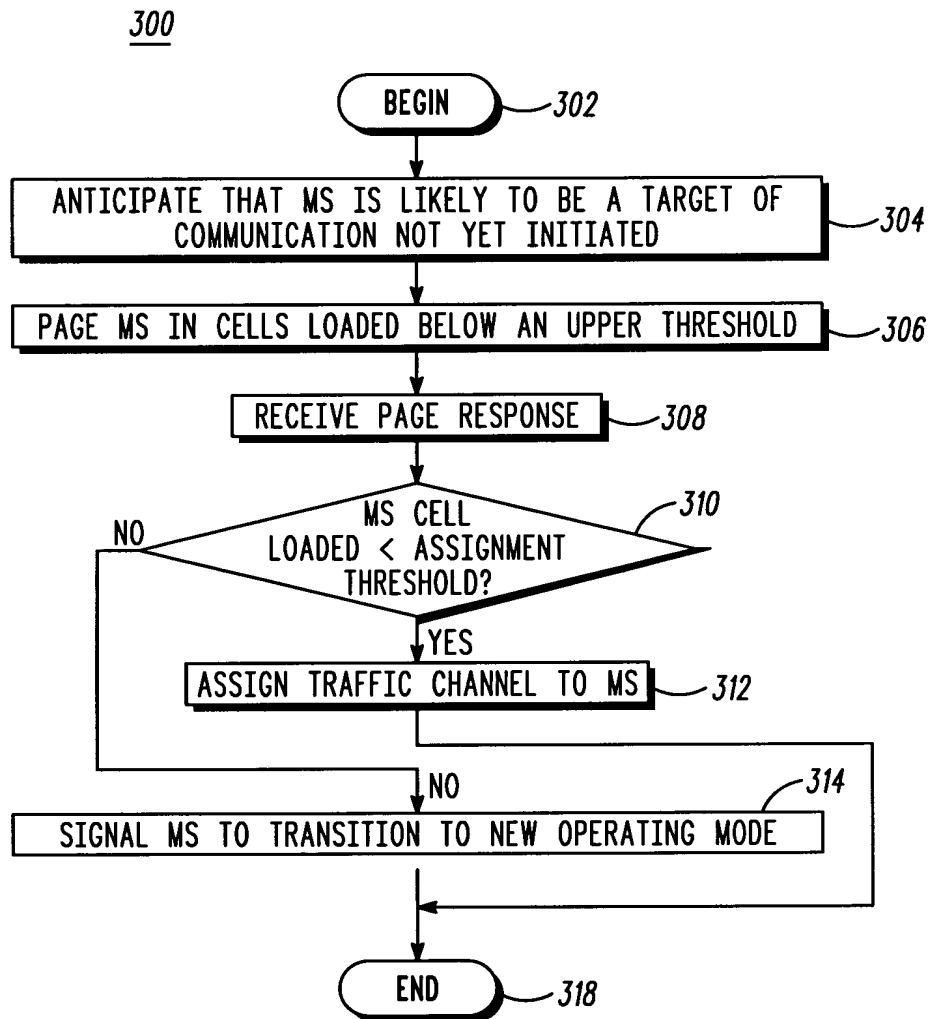 300
BEGIN
302
ANTICIPATE THAT MS IS LIKELY TO BE A TARGET OF
COMMUNICATION NOT YET INITIATED
304
PAGE MS IN CELLS LOADED BELOW AN UPPER THRESHOLD
306
RECEIVE PAGE RESPONSE
308
MS CELL
LOADED < ASSIGNMENT
THRESHOLD?
310
NO
YES
ASSIGN TRAFFIC CHANNEL TO MS
312
NO
314
SIGNAL MS TO TRANSITION TO NEW OPERATING MODE
END
318